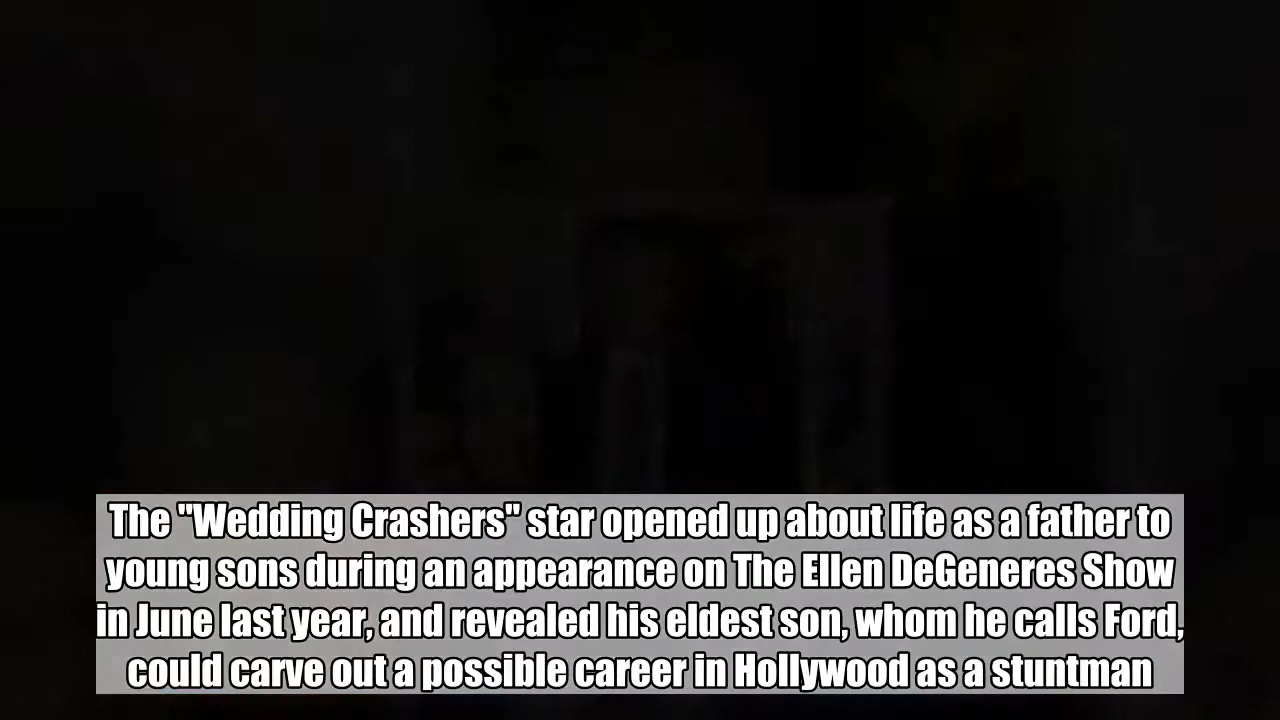 The "Wedding Crashers" star opened up about life as a father to
young sons during an appearance on The Ellen DeGeneres Show
in June last year, and revealed his eldest son, whom he calls Ford,
could carve out a possible career in Hollywood as a stuntman